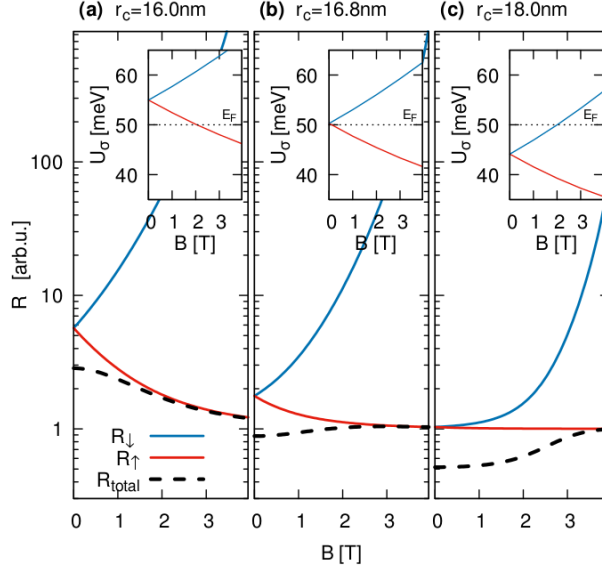 (a) r_c=16.0nm (b) r_c=16.8nm (c) r_c=18.0nm
60
50
40
U_σ [meV]
E_F
0 1 2 3
B [T]
60
50
40
U_σ [meV]
E_F
0 1 2 3
B [T]
60
50
40
U_σ [meV]
E_F
0 1 2 3
B [T]
100
10
1
R [arb.u.]
R↓
R↑
R_total
0 1 2 3 0 1 2 3 0 1 2 3
B [T]